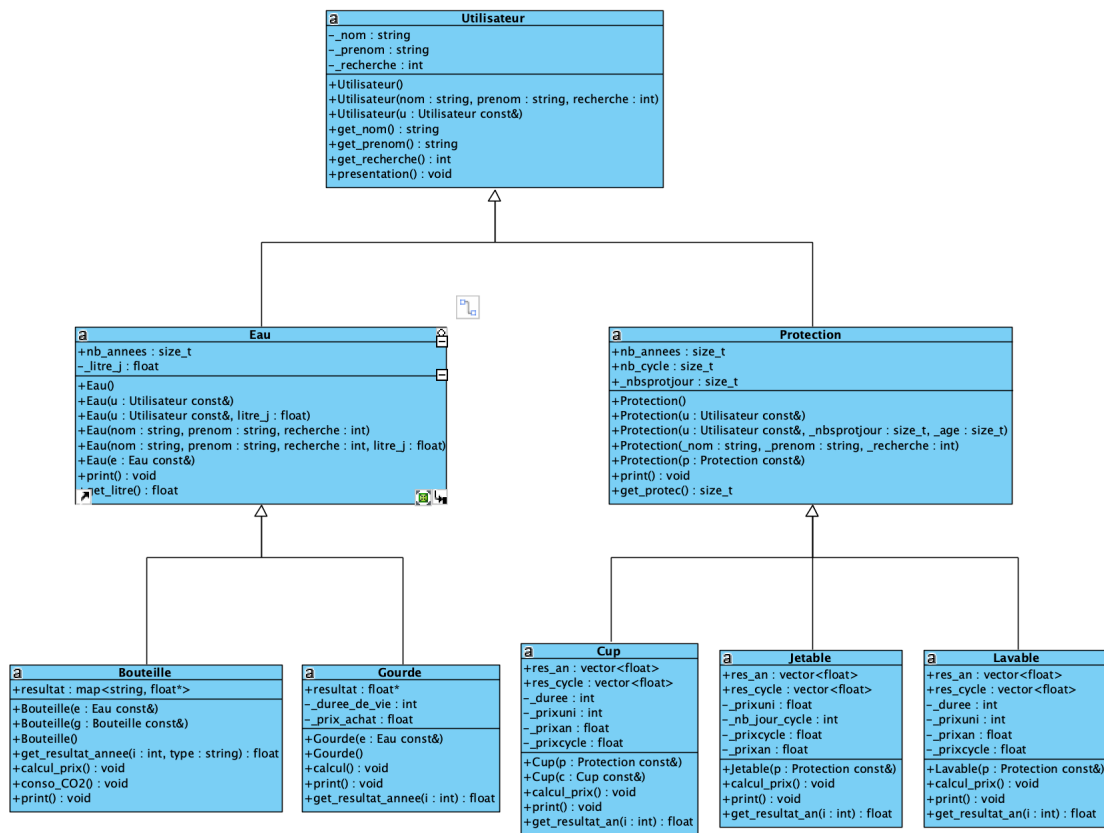 a Utilisateur
-_nom : string
-_prenom : string
-_recherche : int
+Utilisateur()
+Utilisateur(nom : string, prenom : string, recherche : int)
+Utilisateur(u : Utilisateur const&)
+get_nom() : string
+get_prenom() : string
+get_recherche() : int
+presentation() : void
a Eau
+nb_annees : size_t
-_litre_j : float
+Eau()
+Eau(u : Utilisateur const&)
+Eau(u : Utilisateur const&, litre_j : float)
+Eau(nom : string, prenom : string, recherche : int)
+Eau(nom : string, prenom : string, recherche : int, litre_j : float)
+Eau(e : Eau const&)
+print() : void
get_litre() : float
a Protection
+nb_annees : size_t
+nb_cycle : size_t
+_nbsprotjour : size_t
+Protection()
+Protection(u : Utilisateur const&)
+Protection(u : Utilisateur const&, _nbsprotjour : size_t, _age : size_t)
+Protection(_nom : string, _prenom : string, _recherche : int)
+Protection(p : Protection const&)
+print() : void
+get_protec() : size_t
a Bouteille
+resultat : map<string, float*>
+Bouteille(e : Eau const&)
+Bouteille(g : Bouteille const&)
+Bouteille()
+get_resultat_annee(i : int, type : string) : float
+calcul_prix() : void
+conso_CO2() : void
+print() : void
a Gourde
+resultat : float*
-_duree_de_vie : int
-_prix_achat : float
+Gourde(e : Eau const&)
+Gourde()
+calcul() : void
+print() : void
+get_resultat_annee(i : int) : float
a Cup
+res_an : vector<float>
+res_cycle : vector<float>
-_duree : int
-_prixuni : int
-_prixan : float
-_prixcycle : float
+Cup(p : Protection const&)
+Cup(c : Cup const&)
+calcul_prix() : void
+print() : void
+get_resultat_an(i : int) : float
a Jetable
+res_an : vector<float>
+res_cycle : vector<float>
-_prixuni : float
-_nb_jour_cycle : int
-_prixcycle : float
-_prixan : float
+Jetable(p : Protection const&)
+calcul_prix() : void
+print() : void
+get_resultat_an(i : int) : float
a Lavable
+res_an : vector<float>
+res_cycle : vector<float>
-_duree : int
-_prixuni : int
-_prixan : float
-_prixcycle : float
+Lavable(p : Protection const&)
+calcul_prix() : void
+print() : void
+get_resultat_an(i : int) : float